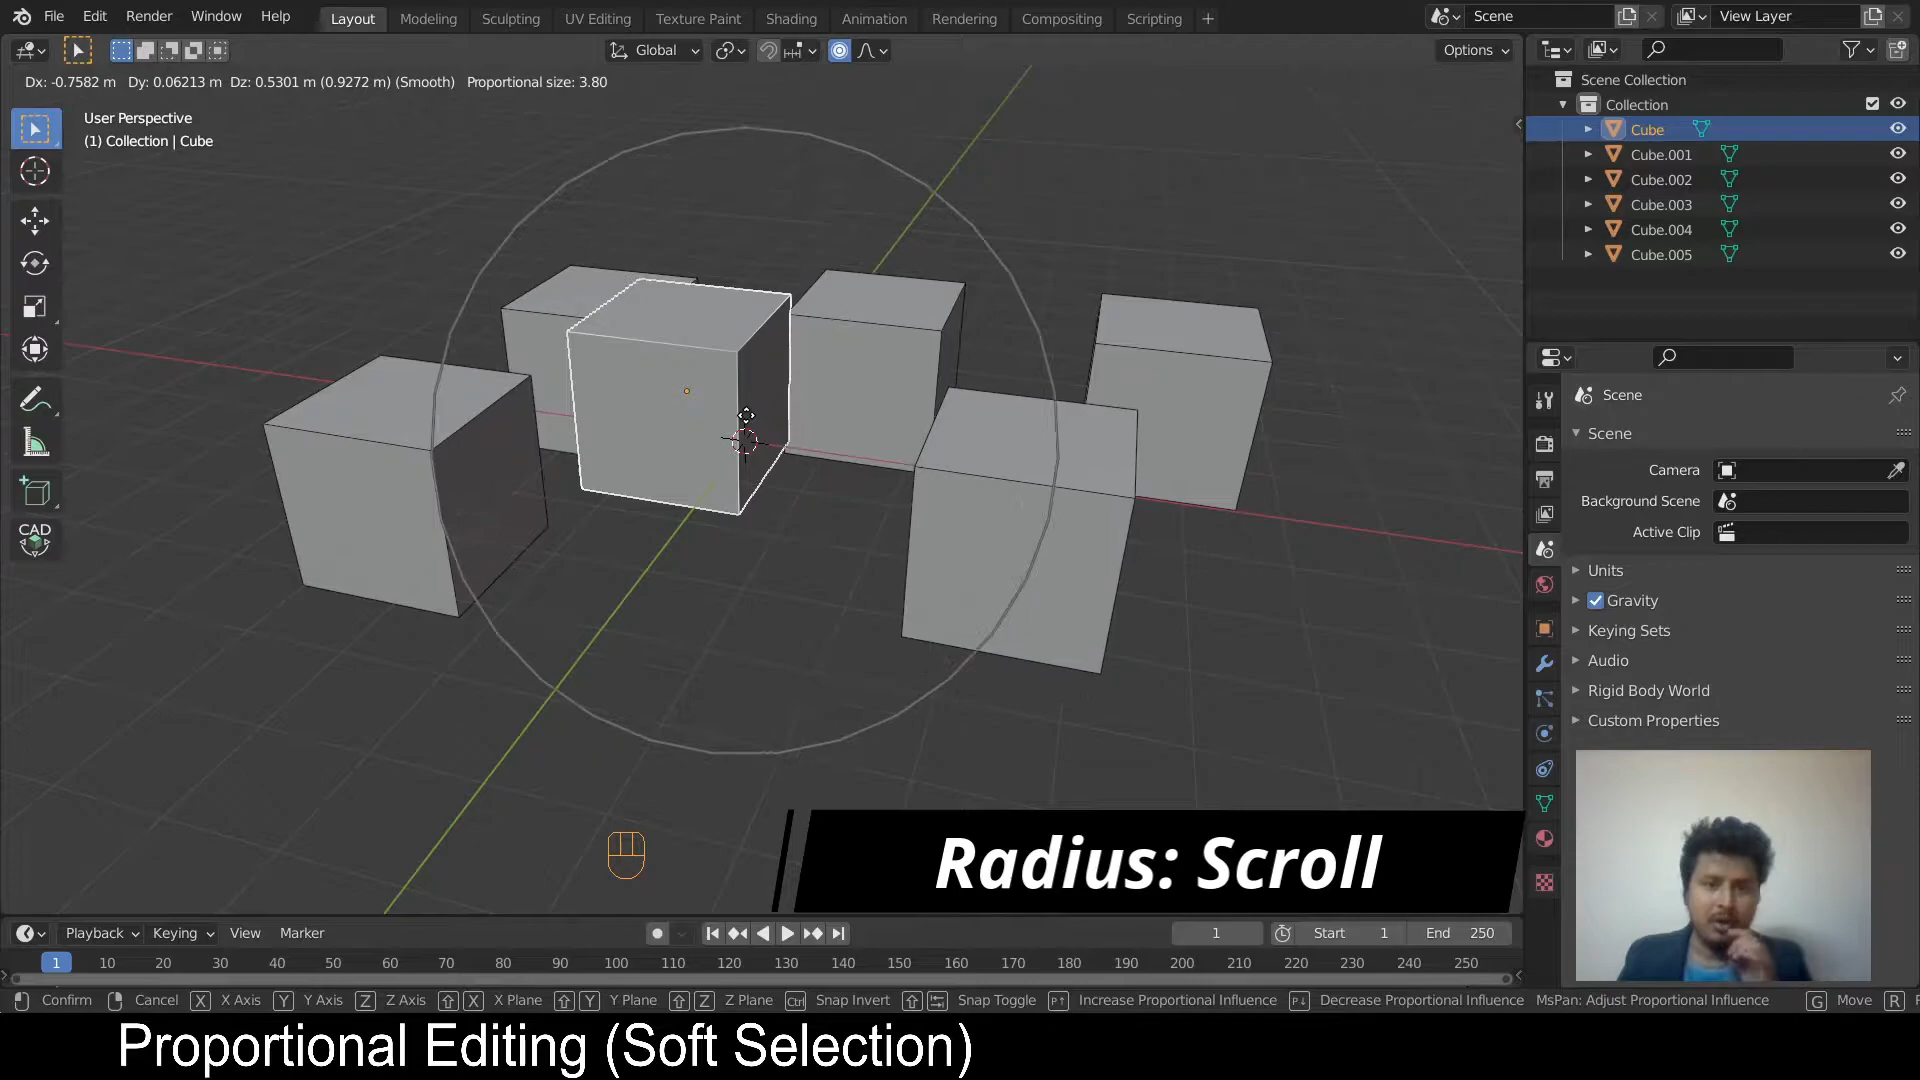 File Edit Render Window Help
Layout Modeling Sculpting UV Editing Texture Paint Shading Animation Rendering Compositing Scripting +
Scene
View Layer
Global
Options
Dx: -0.7582 m Dy: 0.06213 m Dz: 0.5301 m (0.9272 m) (Smooth) Proportional size: 3.80
User Perspective
(1) Collection | Cube
CAD
Scene Collection
Collection
Cube
Cube.001
Cube.002
Cube.003
Cube.004
Cube.005
Scene
Scene
Camera
Background Scene
Active Clip
Units
Gravity
Keying Sets
Audio
Rigid Body World
Custom Properties
Radius: Scroll
Playback Keying View Marker
1 Start 1 End 250
1 10 20 30 40 50 60 70 80 90 100 110 120 130 140 150 160 170 180 190 200 210 220 230 240 250
Confirm Cancel X X Axis Y Y Axis Z Z Axis X X Plane Y Y Plane Z Z Plane Ctrl Snap Invert Snap Toggle P↑ Increase Proportional Influence P↓ Decrease Proportional Influence MsPan: Adjust Proportional Influence G Move R
Proportional Editing (Soft Selection)